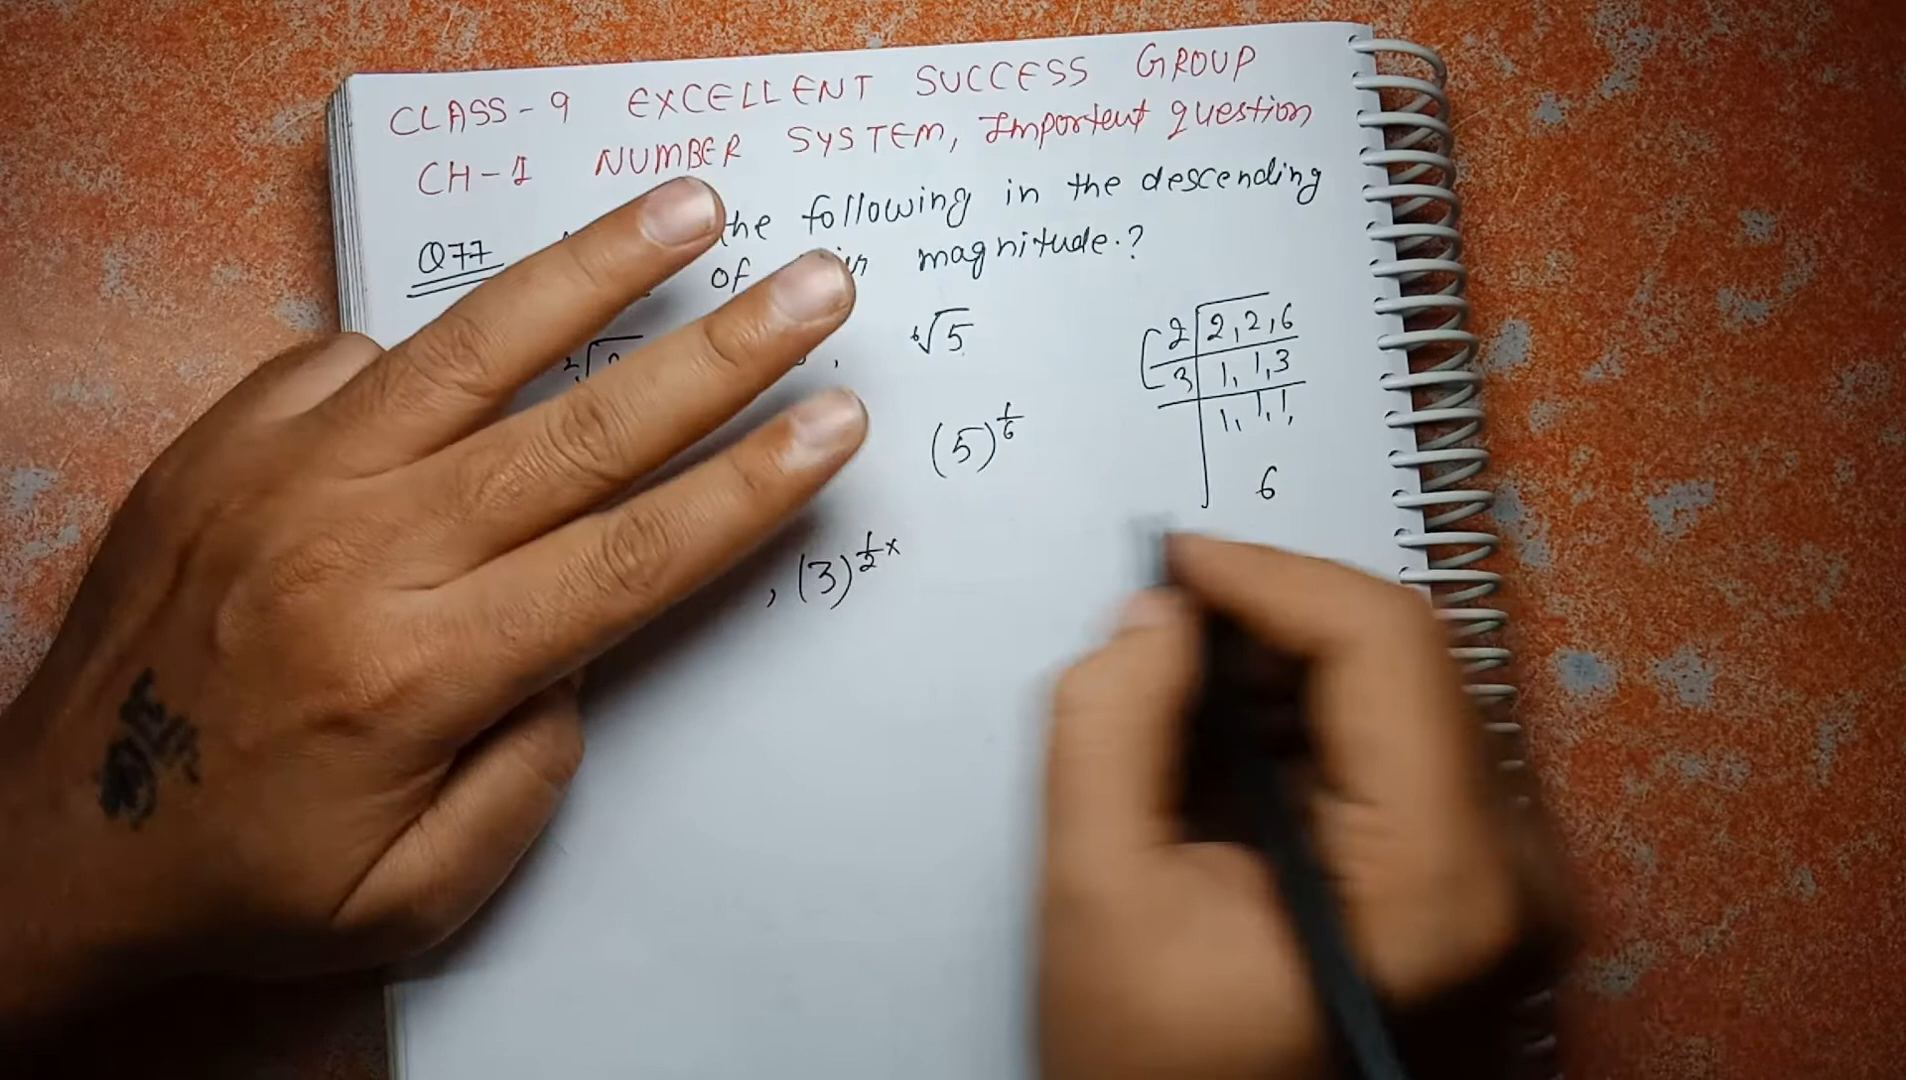 CLASS-9 EXCELLENT SUCCESS GROUP
CH-1 NUMBER SYSTEM, Importent question
Q77 the following in the descending
of magnitude.?
⁶√5
2 | 2, 2, 6
3 | 1, 1, 3
1, 1, 1,
(5)^1/6
6
, (3)^1/2 ×